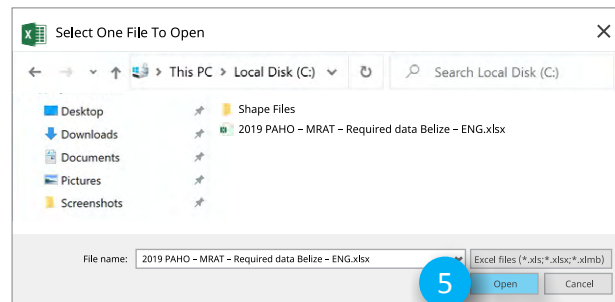 Select One File To Open
This PC > Local Disk (C:)
Search Local Disk (C:)
Desktop
Shape Files
Downloads
2019 PAHO – MRAT – Required data Belize – ENG.xlsx
Documents
Pictures
Screenshots
File name: 2019 PAHO – MRAT – Required data Belize – ENG.xlsx
Excel files (*.xls;*.xlsx;*.xlmb)
5
Open
Cancel